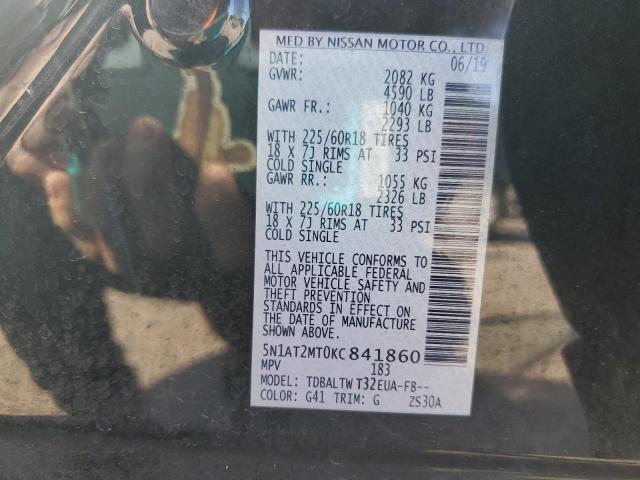 MFD BY NISSAN MOTOR CO., LTD.
DATE: 06/19
GVWR: 2082 KG
4590 LB
GAWR FR.: 1040 KG
2293 LB
WITH 225/60R18 TIRES
18 X 7J RIMS AT 33 PSI
COLD SINGLE
GAWR RR.: 1055 KG
2326 LB
WITH 225/60R18 TIRES
18 X 7J RIMS AT 33 PSI
COLD SINGLE
THIS VEHICLE CONFORMS TO
ALL APPLICABLE FEDERAL
MOTOR VEHICLE SAFETY AND
THEFT PREVENTION
STANDARDS IN EFFECT ON
THE DATE OF MANUFACTURE
SHOWN ABOVE.
5N1AT2MT0KC841860
MPV 183
MODEL: TDBALTW T32EUA-FB--
COLOR: G41 TRIM: G ZS30A